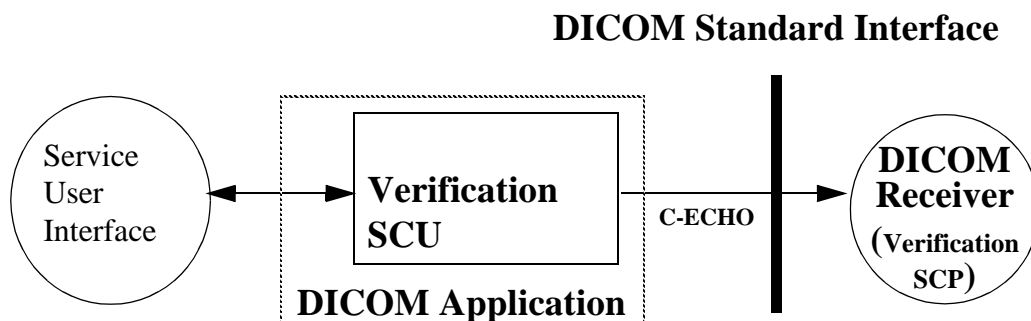 DICOM Standard Interface
Service
User
Interface
Verification
SCU
DICOM Application
C-ECHO
DICOM
Receiver
(Verification
SCP)